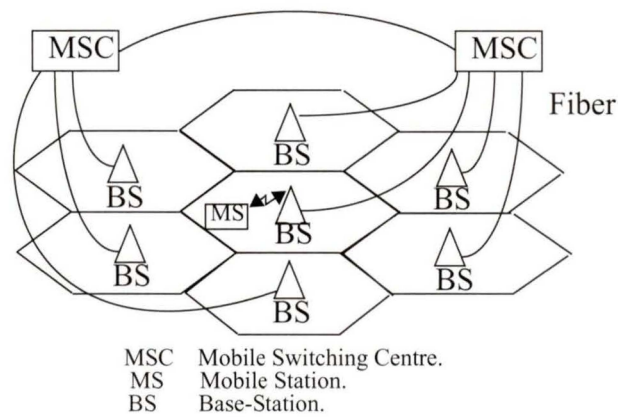 MSC
MSC
Fiber
BS
BS
BS
MS
BS
BS
BS
BS
MSC Mobile Switching Centre.
MS Mobile Station.
BS Base-Station.